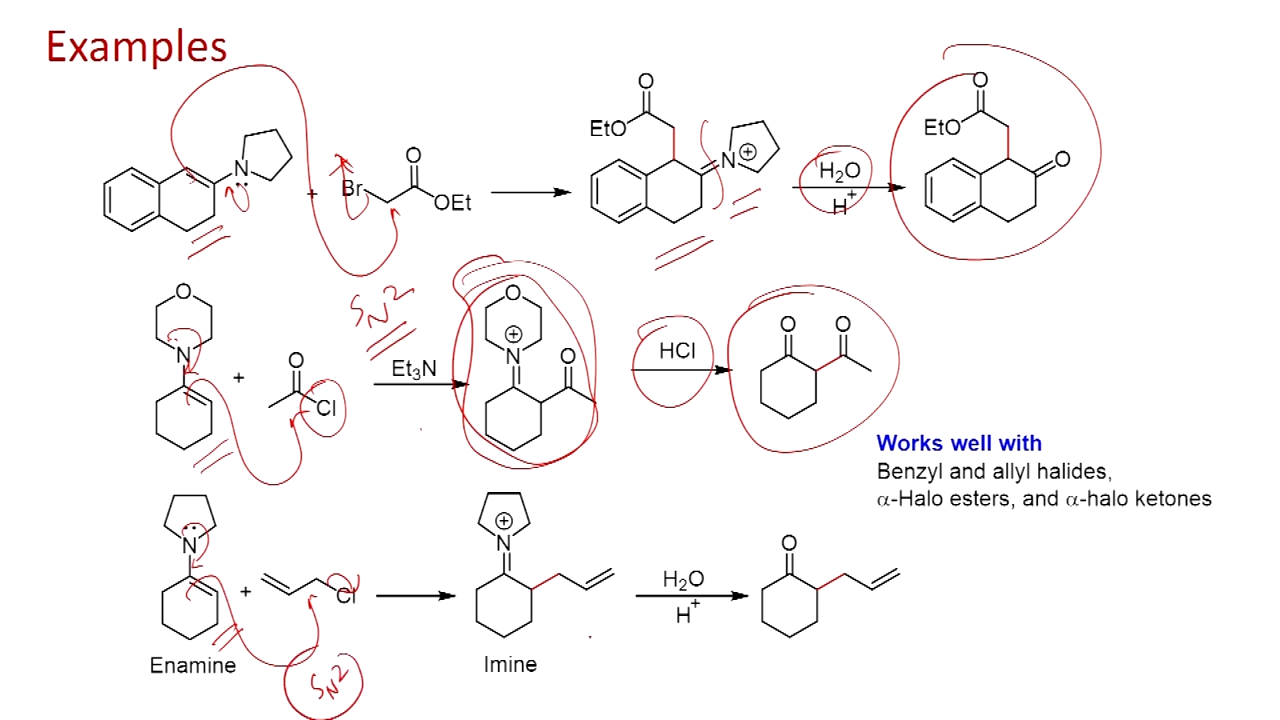 Examples
N
+
Br
O
OEt
O
EtO
N
+
H2O
H+
O
EtO
O
SN2
O
N
+
O
Cl
Et3N
O
+
N
O
HCl
O O
Works well with
Benzyl and allyl halides,
α-Halo esters, and α-halo ketones
N
+
Cl
+
N
H2O
H+
O
SN2
Enamine
Imine